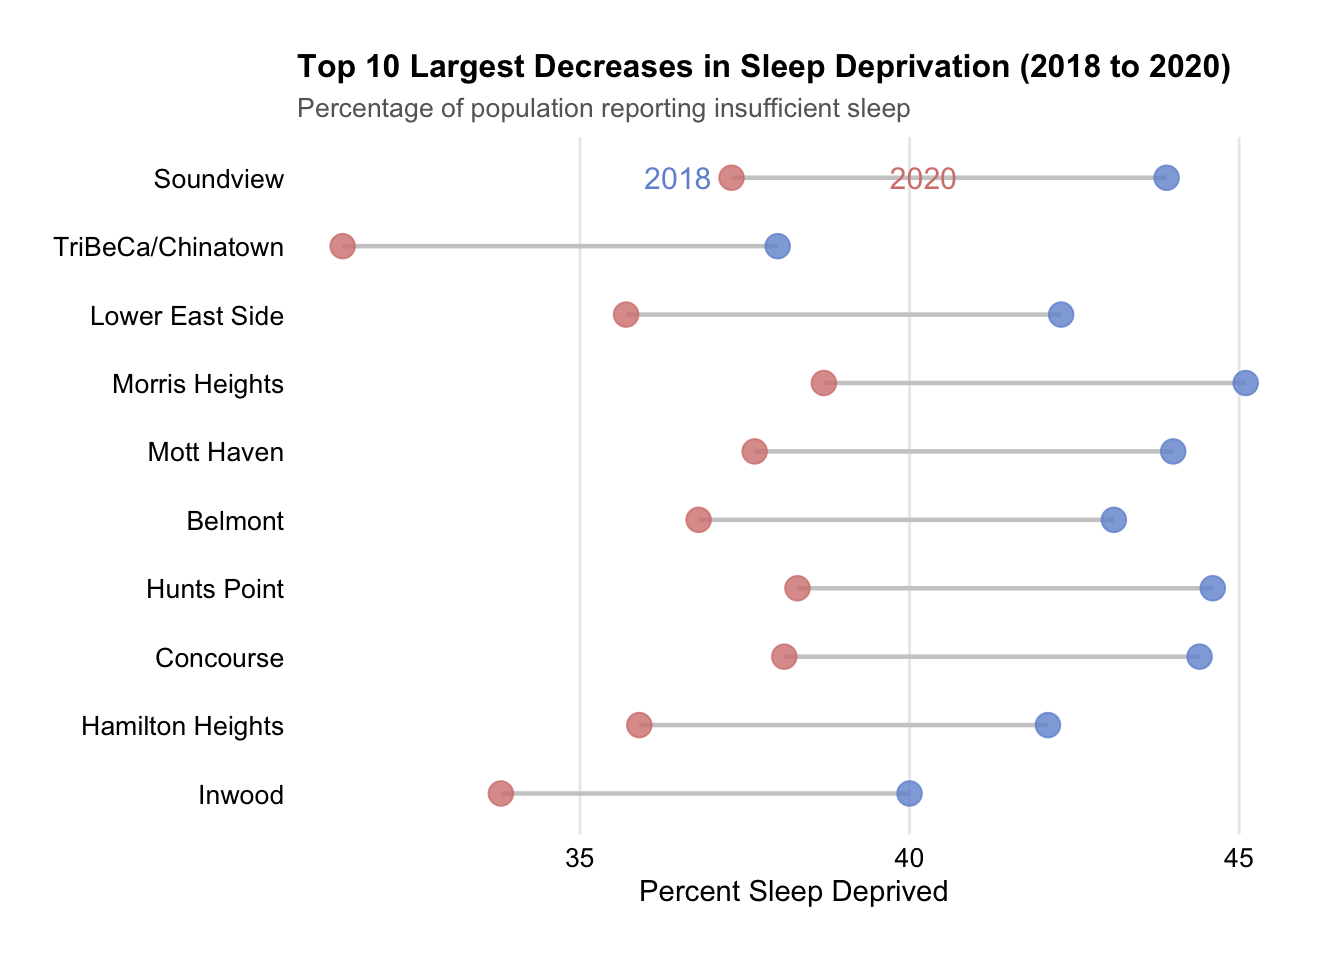 Top 10 Largest Decreases in Sleep Deprivation (2018 to 2020)
Percentage of population reporting insufficient sleep
Soundview
2018
2020
TriBeCa/Chinatown
Lower East Side
Morris Heights
Mott Haven
Belmont
Hunts Point
Concourse
Hamilton Heights
Inwood
35
40
45
Percent Sleep Deprived